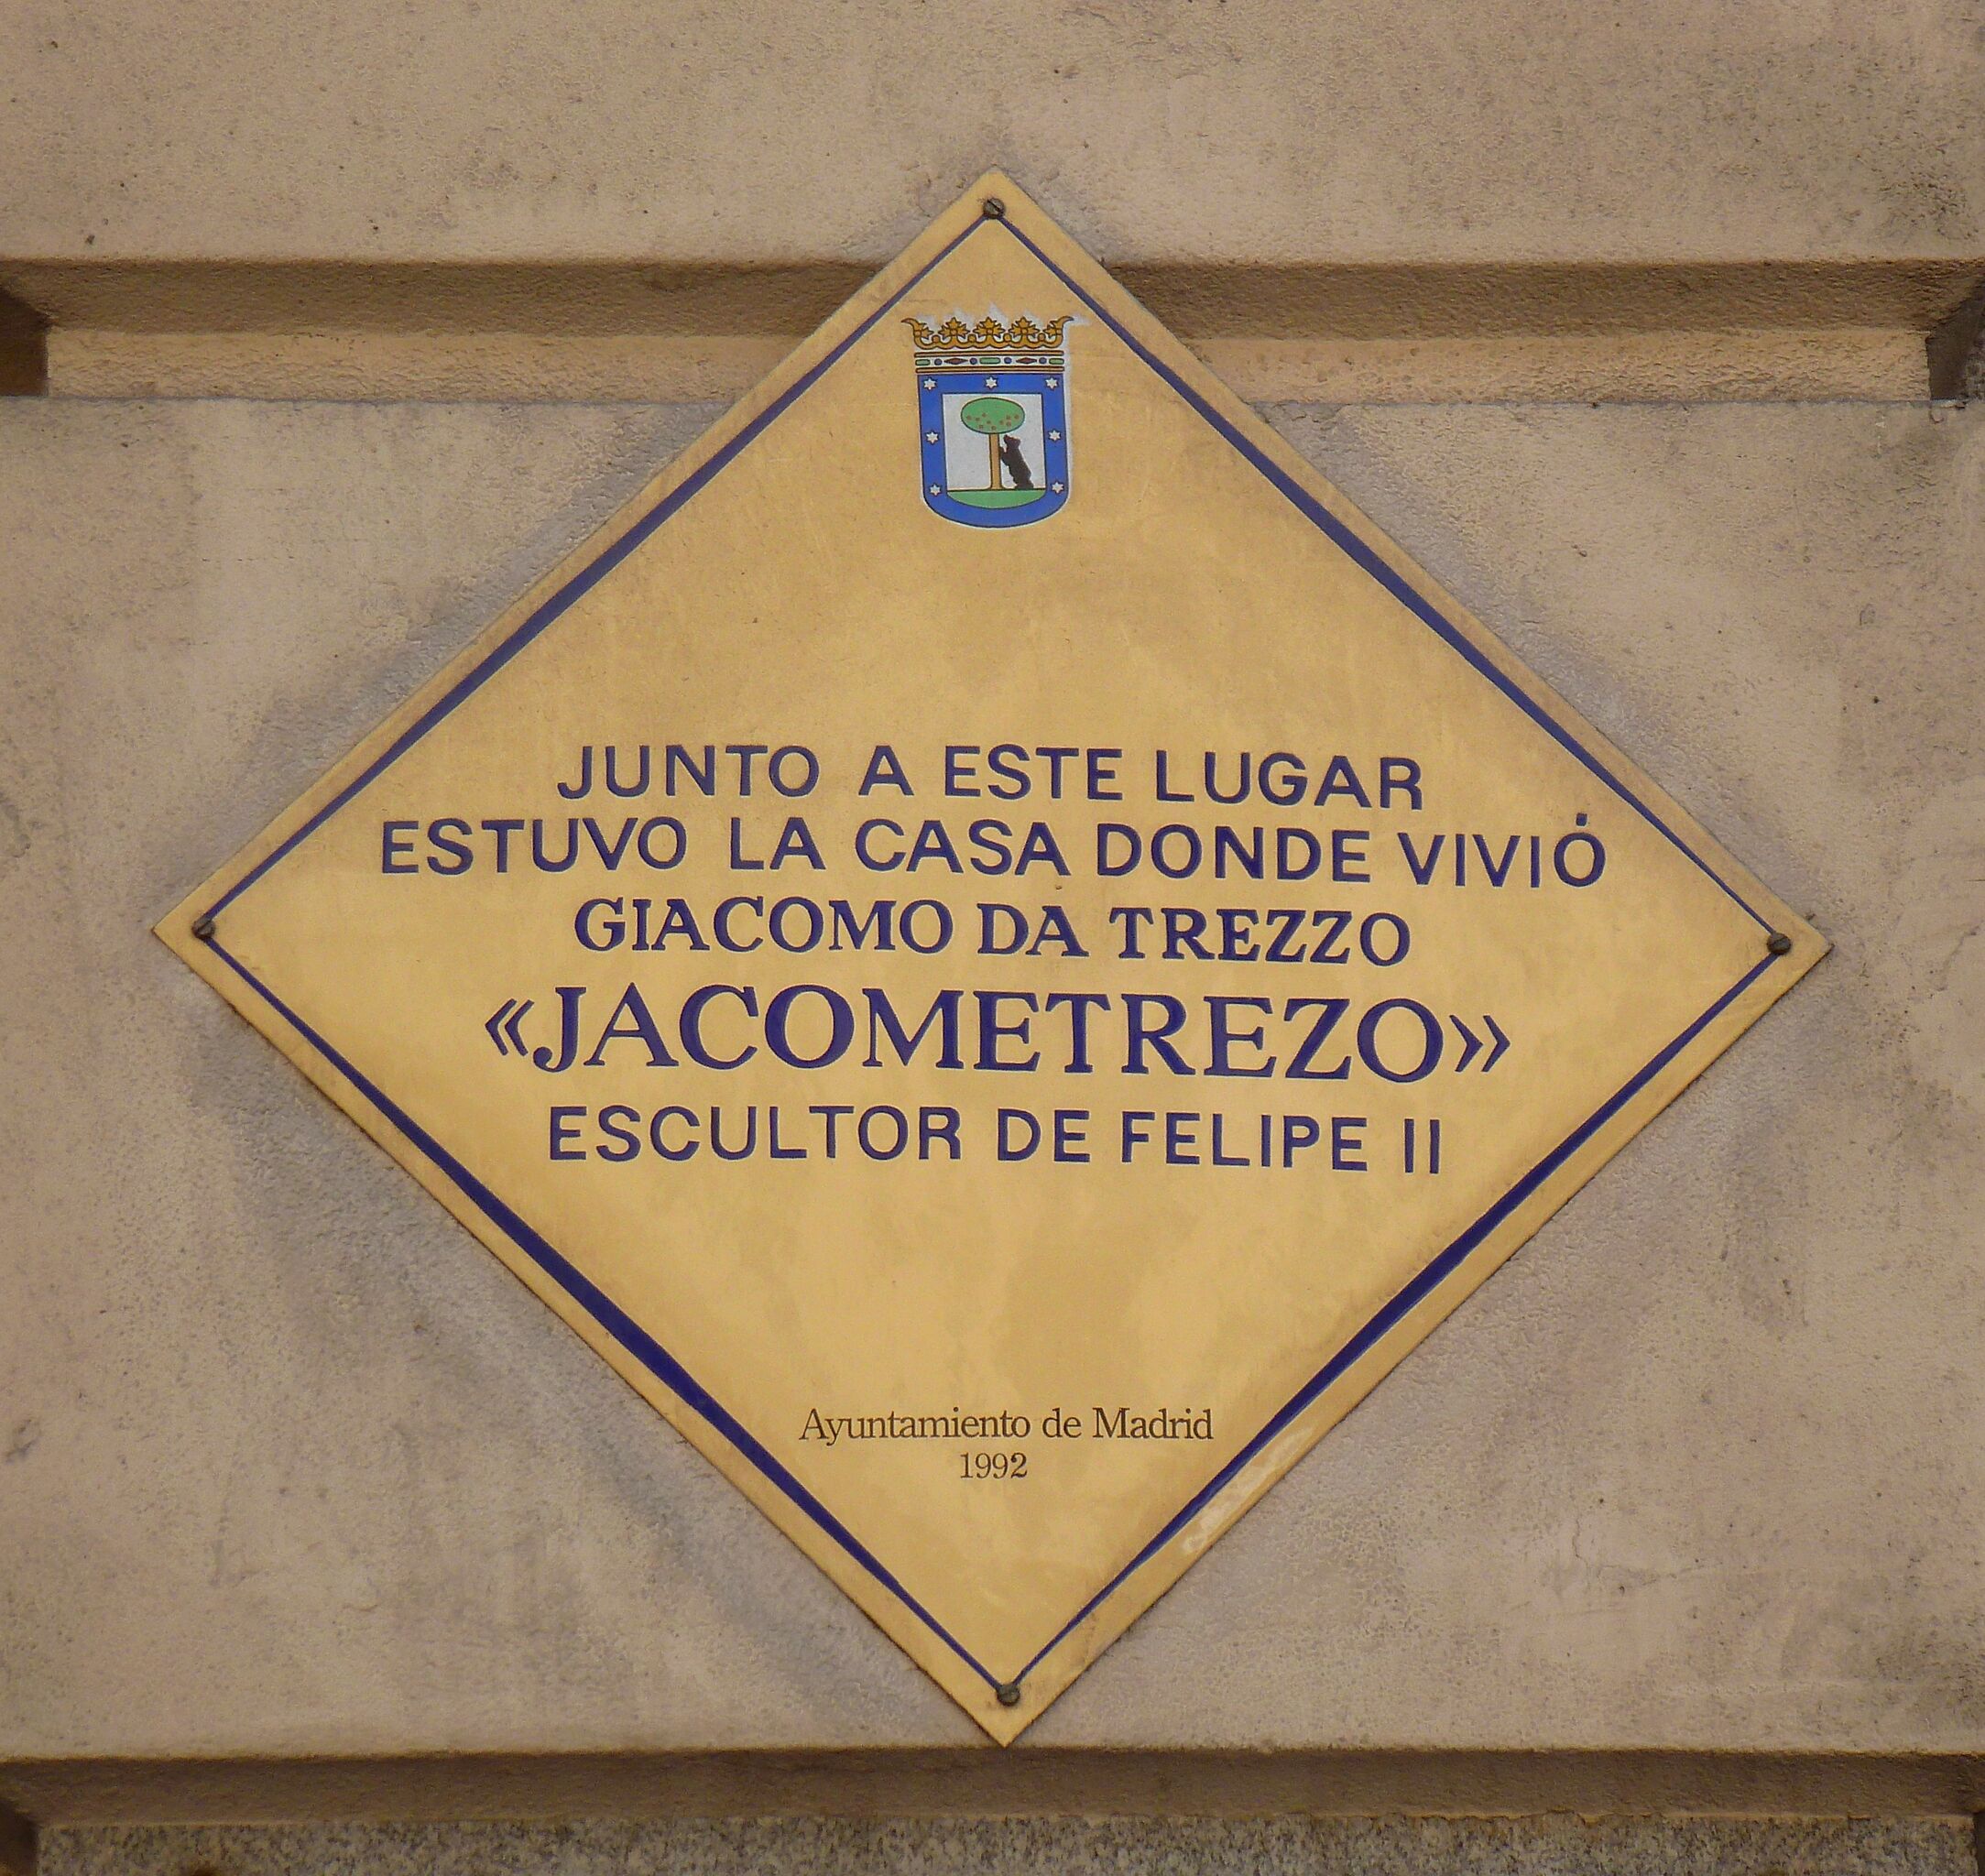 JUNTO A ESTE LUGAR
ESTUVO LA CASA DONDE VIVIÓ
GIACOMO DA TREZZO
«JACOMETREZO»
ESCULTOR DE FELIPE II
Ayuntamiento de Madrid
1992